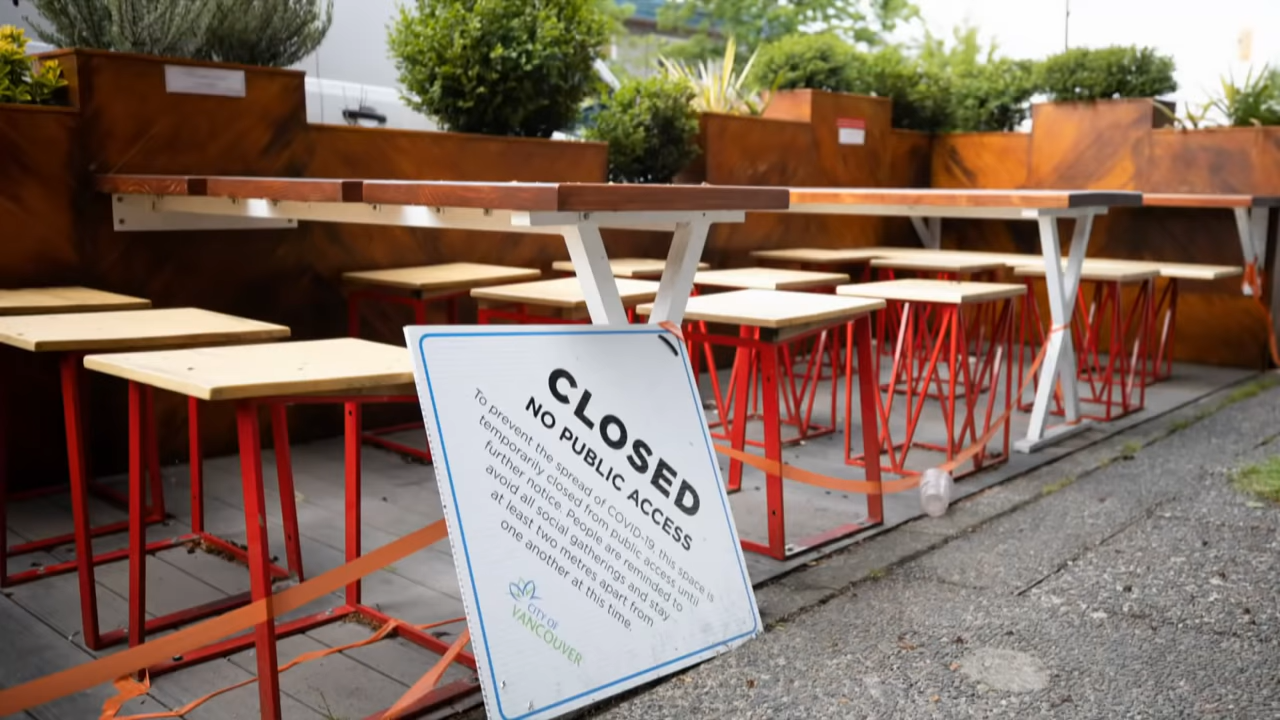 CLOSED
NO PUBLIC ACCESS
To prevent the spread of COVID-19, this space is
temporarily closed from public access until
further notice. People are reminded to
avoid all social gatherings and stay
at least two metres apart from
one another at this time.
CITY OF
VANCOUVER